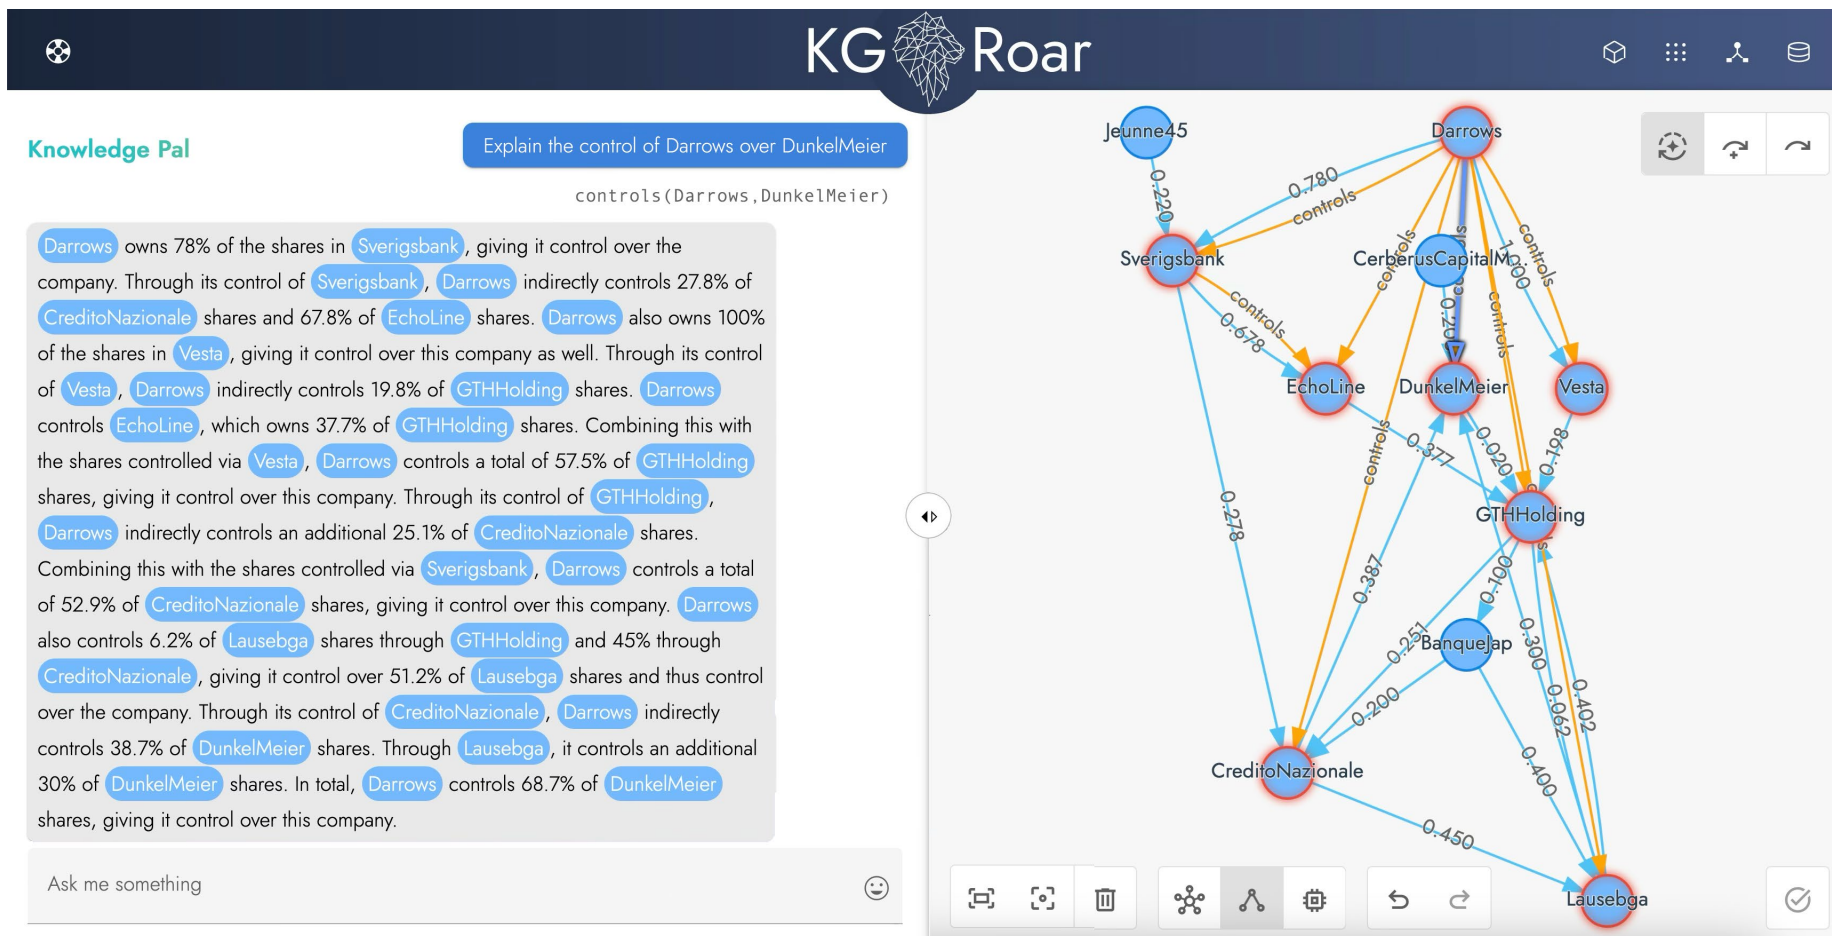 KG Roar
Knowledge Pal
Explain the control of Darrows over DunkelMeier
controls(Darrows,DunkelMeier)
Darrows owns 78% of the shares in Sverigsbank, giving it control over the
company. Through its control of Sverigsbank, Darrows indirectly controls 27.8% of
CreditoNazionale shares and 67.8% of EchoLine shares. Darrows also owns 100%
of the shares in Vesta, giving it control over this company as well. Through its control
of Vesta, Darrows indirectly controls 19.8% of GTHHolding shares. Darrows
controls EchoLine, which owns 37.7% of GTHHolding shares. Combining this with
the shares controlled via Vesta, Darrows controls a total of 57.5% of GTHHolding
shares, giving it control over this company. Through its control of GTHHolding,
Darrows indirectly controls an additional 25.1% of CreditoNazionale shares.
Combining this with the shares controlled via Sverigsbank, Darrows controls a total
of 52.9% of CreditoNazionale shares, giving it control over this company. Darrows
also controls 6.2% of Lausebga shares through GTHHolding and 45% through
CreditoNazionale, giving it control over 51.2% of Lausebga shares and thus control
over the company. Through its control of CreditoNazionale, Darrows indirectly
controls 38.7% of DunkelMeier shares. Through Lausebga, it controls an additional
30% of DunkelMeier shares. In total, Darrows controls 68.7% of DunkelMeier
shares, giving it control over this company.
Ask me something
Jeunne45
Darrows
0.220
0.780
controls
Sverigsbank
CerberusCapitalM...
controls
1.000
controls
controls
0.678
controls
EchoLine
DunkelMeier
Vesta
controls
0.377
0.020
0.198
0.278
GTHHolding
0.387
0.100
0.251
BanqueJap
0.300
0.200
0.062
0.402
CreditoNazionale
0.400
0.450
Lausebga